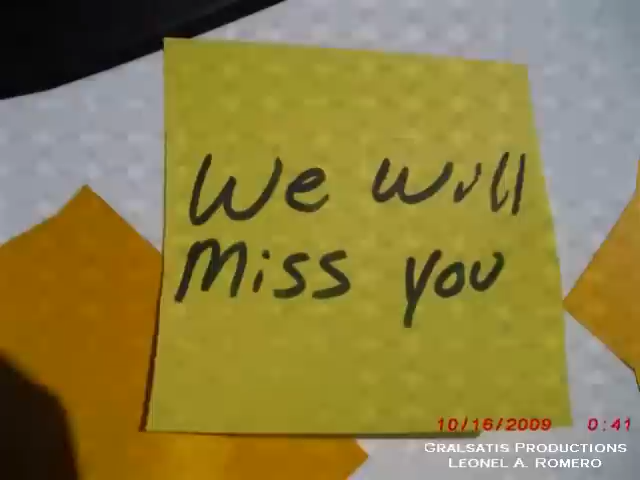 We will
Miss you
10/16/2009 0:41
GRALSATIS PRODUCTIONS
LEONEL A. ROMERO